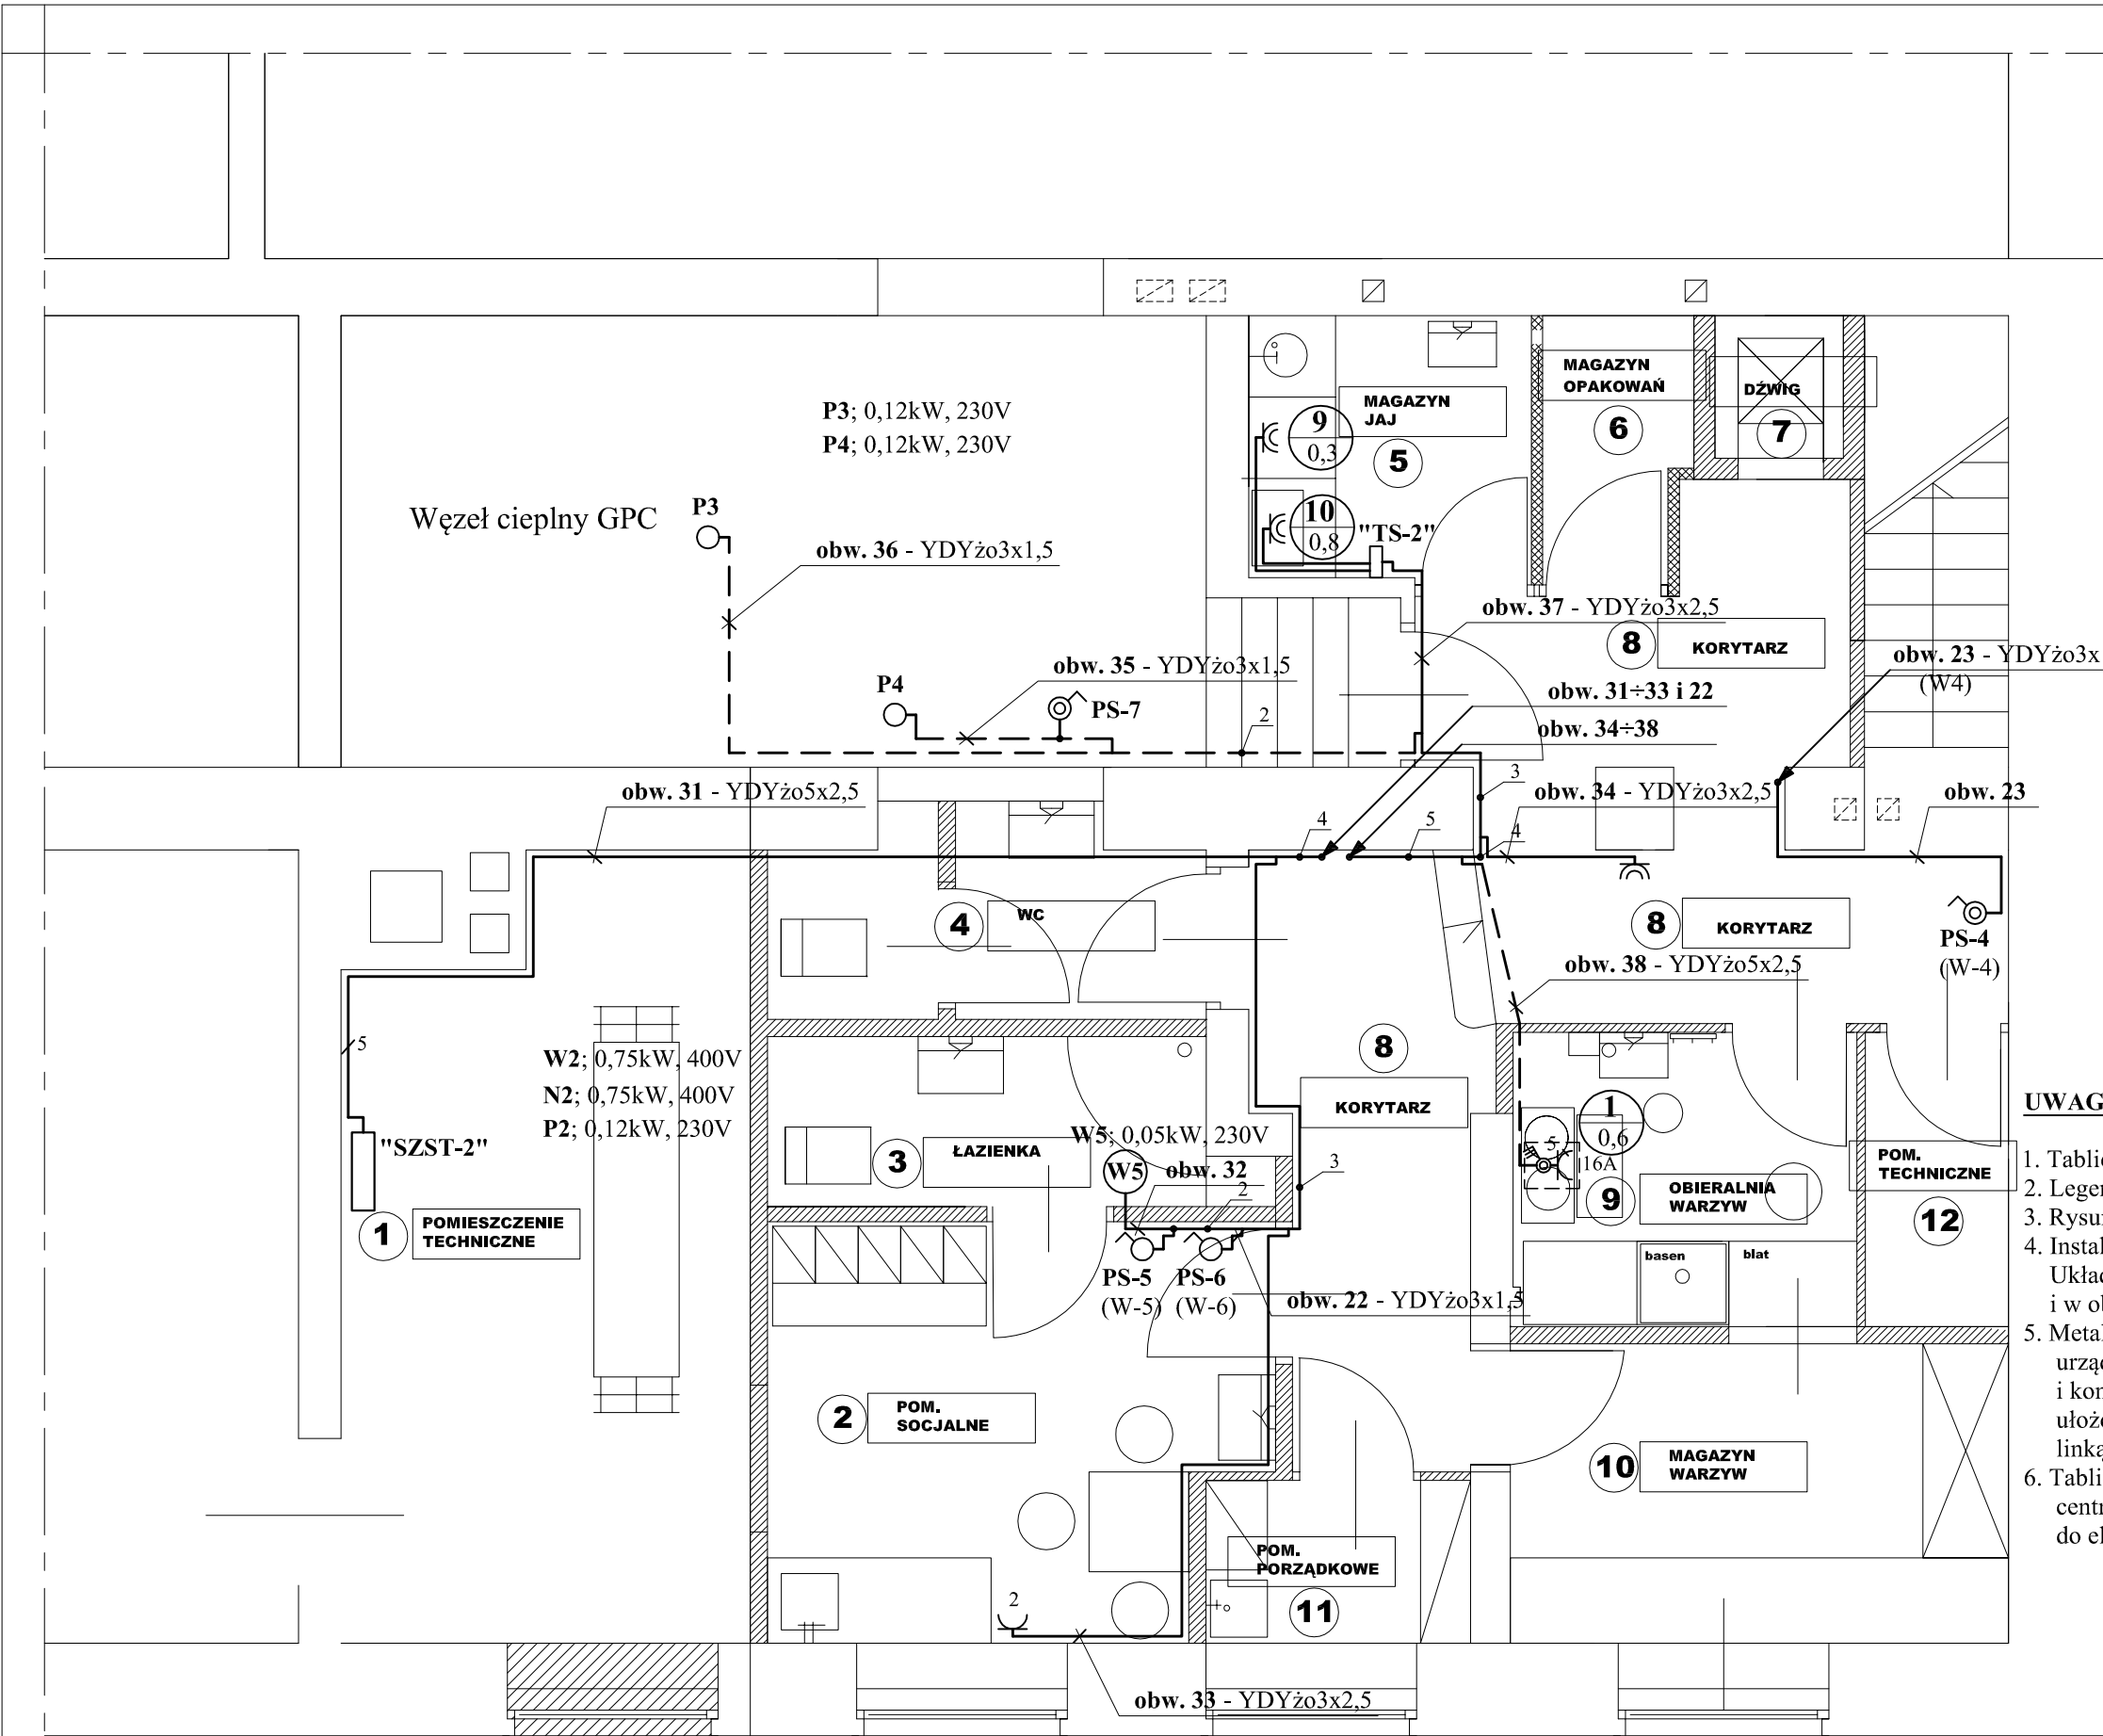 P3; 0,12kW, 230V
P4; 0,12kW, 230V
Węzeł cieplny GPC
P3
obw. 36 - YDYżo3x1,5
P4
obw. 35 - YDYżo3x1,5
PS-7
2
9
0,3
MAGAZYN
JAJ
5
10
0,8
"TS-2"
MAGAZYN
OPAKOWAŃ
6
DŹWIG
7
obw. 37 - YDYżo3x2,5
8
KORYTARZ
obw. 23 - YDYżo3x
(W4)
obw. 31÷33 i 22
obw. 34÷38
3
obw. 31 - YDYżo5x2,5
4
5
obw. 34 - YDYżo3x2,5
4
obw. 23
4
WC
8
KORYTARZ
PS-4
(W-4)
obw. 38 - YDYżo5x2,5
5
W2; 0,75kW, 400V
N2; 0,75kW, 400V
P2; 0,12kW, 230V
"SZST-2"
1
POMIESZCZENIE
TECHNICZNE
3
ŁAZIENKA
W5; 0,05kW, 230V
W5
obw. 32
2
3
8
KORYTARZ
1
0,6
5
16A
9
OBIERALNIA
WARZYW
POM.
TECHNICZNE
12
basen
blat
PS-5
(W-5)
PS-6
(W-6)
obw. 22 - YDYżo3x1,5
2
POM.
SOCJALNE
10
MAGAZYN
WARZYW
POM.
PORZĄDKOWE
11
2
obw. 33 - YDYżo3x2,5
UWAG
1. Tablic
2. Leger
3. Rysu
4. Instal
Ukła
i w ob
5. Meta
urzą
i kor
ułoż
linką
6. Tabli
centr
do el